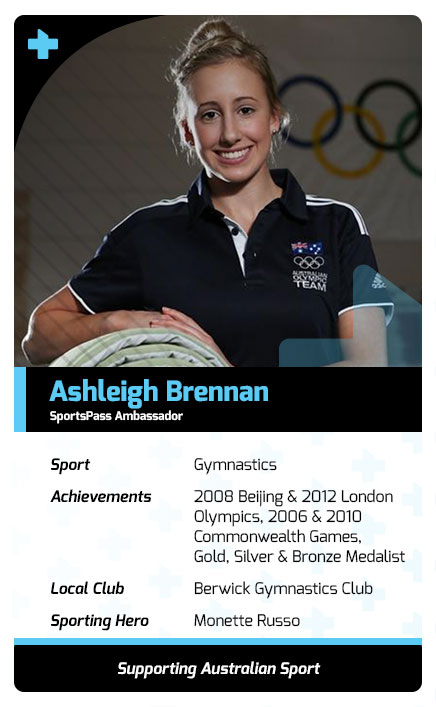 AUSTRALIAN
OLYMPIC
TEAM
Ashleigh Brennan
SportsPass Ambassador
Sport Gymnastics
Achievements 2008 Beijing & 2012 London
Olympics, 2006 & 2010
Commonwealth Games,
Gold, Silver & Bronze Medalist
Local Club Berwick Gymnastics Club
Sporting Hero Monette Russo
Supporting Australian Sport